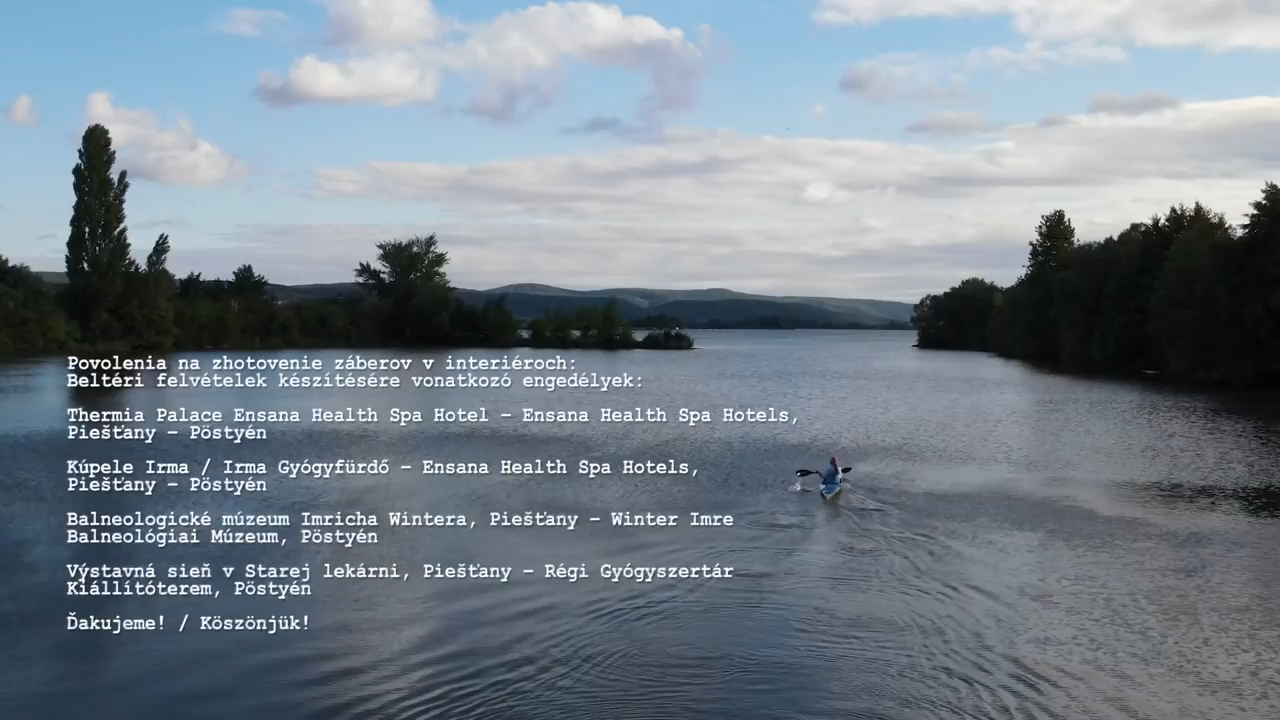 Povolenia na zhotovenie záberov v interiéroch:
Beltéri felvételek készítésére vonatkozó engedélyek:
Thermia Palace Ensana Health Spa Hotel – Ensana Health Spa Hotels,
Piešťany – Pöstyén
Kúpele Irma / Irma Gyógyfürdő – Ensana Health Spa Hotels,
Piešťany – Pöstyén
Balneologické múzeum Imricha Wintera, Piešťany – Winter Imre
Balneológiai Múzeum, Pöstyén
Výstavná sieň v Starej lekárni, Piešťany – Régi Gyógyszertár
Kiállítóterem, Pöstyén
Ďakujeme! / Köszönjük!